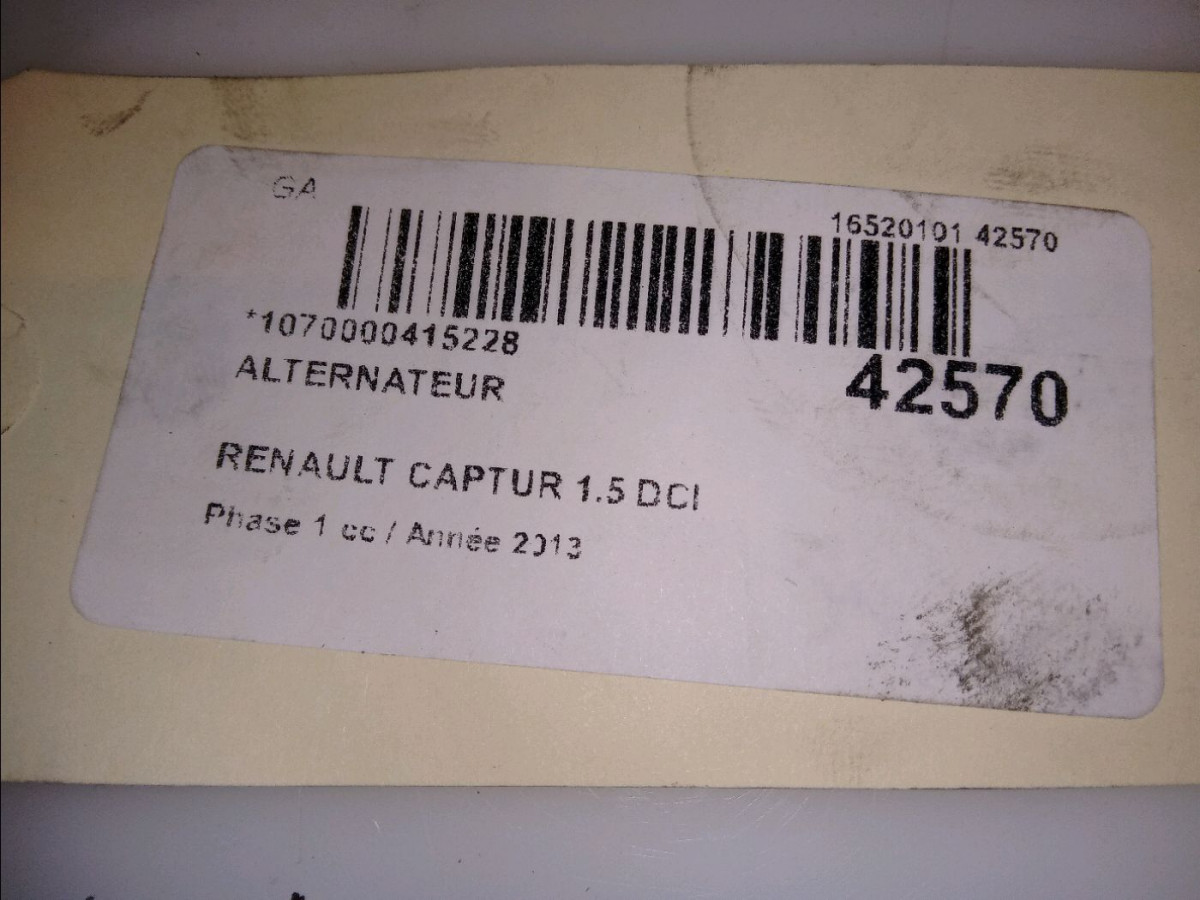 GA
16520101 42570
*1070000415228
42570
ALTERNATEUR
RENAULT CAPTUR 1.5 DCI
Phase 1 cc / Année 2013